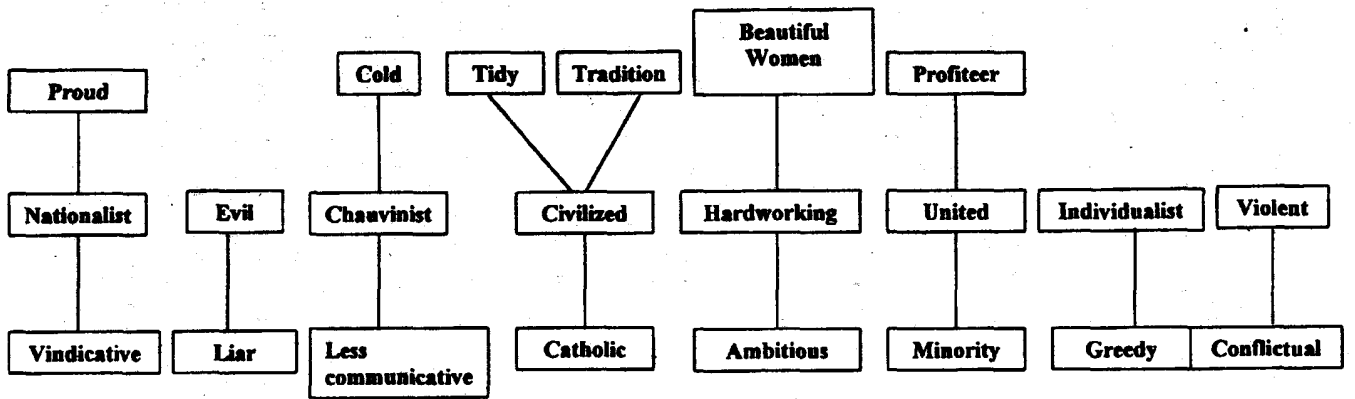 Beautiful
Women
Cold
Tidy
Tradition
Profiteer
Proud
Nationalist
Evil
Chauvinist
Civilized
Hardworking
United
Individualist
Violent
Vindicative
Liar
Less
communicative
Catholic
Ambitious
Minority
Greedy
Conflictual